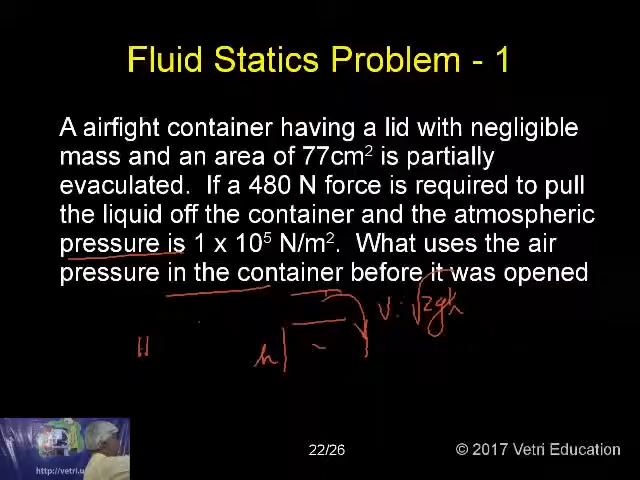 Fluid Statics Problem - 1
A airfight container having a lid with negligible
mass and an area of 77cm² is partially
evaculated. If a 480 N force is required to pull
the liquid off the container and the atmospheric
pressure is 1 x 10⁵ N/m². What uses the air
pressure in the container before it was opened
V = √2gh
h
22/26
© 2017 Vetri Education